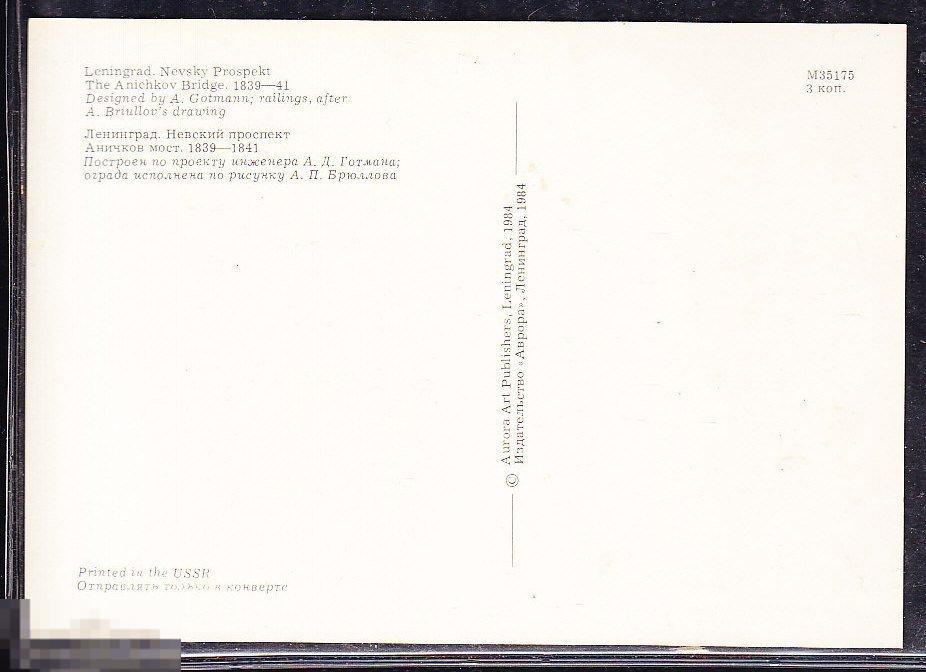 Leningrad. Nevsky Prospekt
The Anichkov Bridge. 1839—41
Designed by A. Gotmann; railings, after
A. Briullov's drawing
Ленинград. Невский проспект
Аничков мост. 1839—1841
Построен по проекту инженера А. Д. Готмана;
ограда исполнена по рисунку А. П. Брюллова
М35175
3 коп.
© Aurora Art Publishers, Leningrad, 1984
Издательство «Аврора», Ленинград, 1984
Printed in the USSR
Отправлять только в конверте